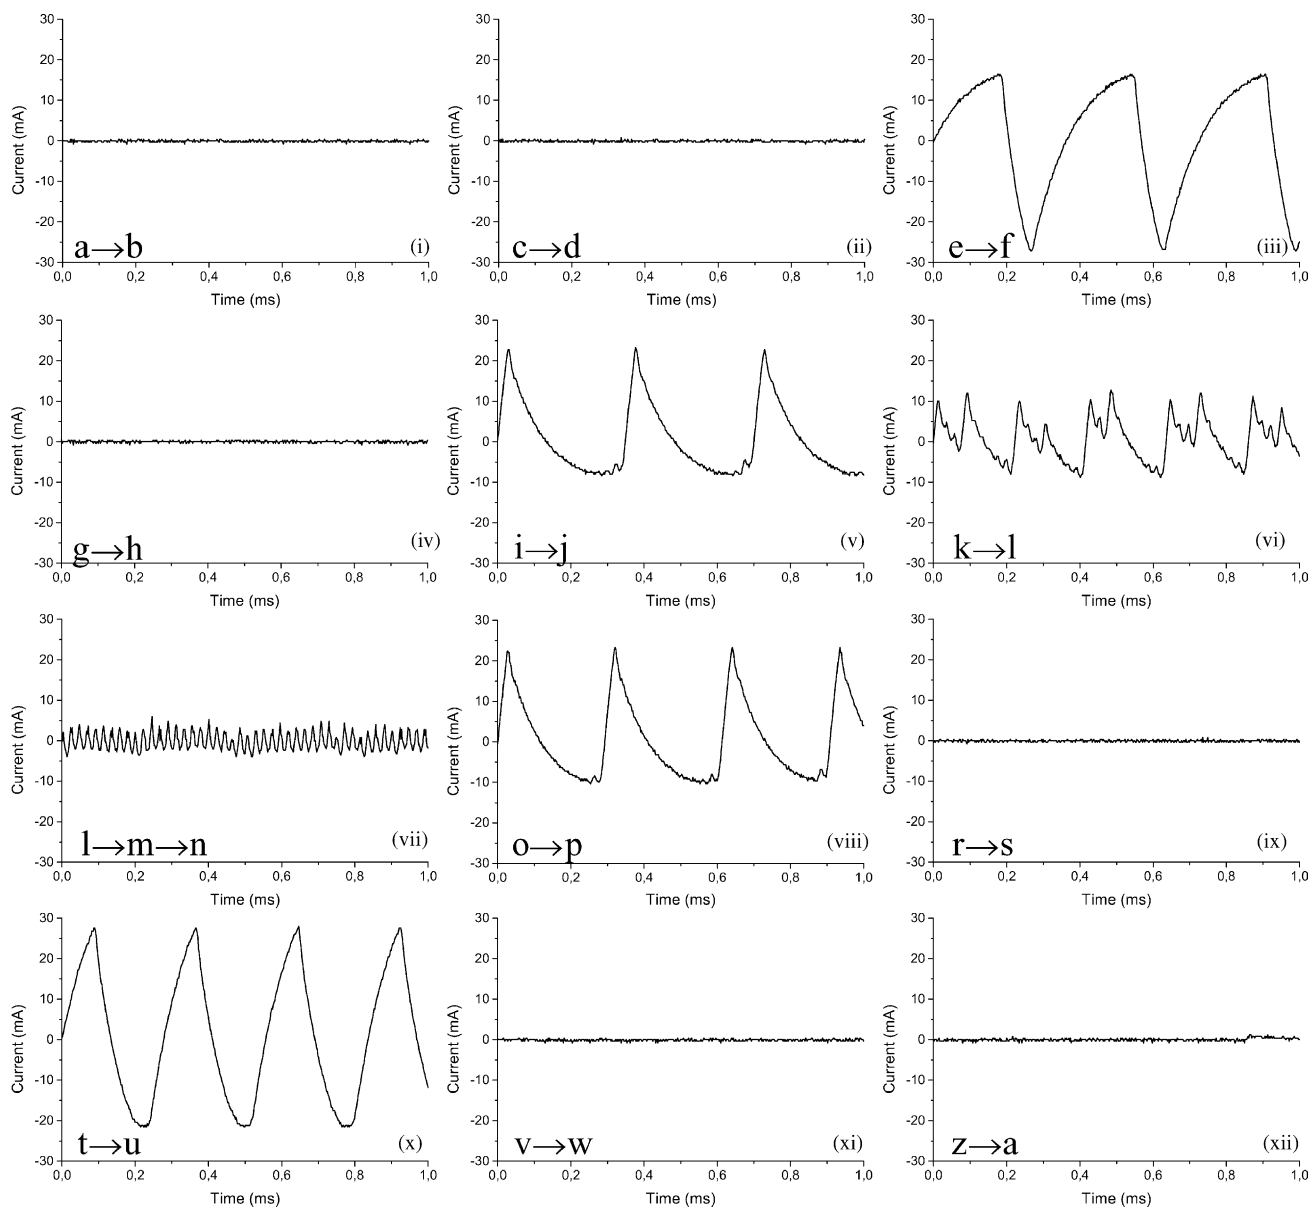 30
20
10
0
-10
-20
-30
Current (mA)
a→b
(i)
0,0 0,2 0,4 0,6 0,8 1,0
Time (ms)
30
20
10
0
-10
-20
-30
Current (mA)
c→d
(ii)
0,0 0,2 0,4 0,6 0,8 1,0
Time (ms)
30
20
10
0
-10
-20
-30
Current (mA)
e→f
(iii)
0,0 0,2 0,4 0,6 0,8 1,0
Time (ms)
30
20
10
0
-10
-20
-30
Current (mA)
g→h
(iv)
0,0 0,2 0,4 0,6 0,8 1,0
Time (ms)
30
20
10
0
-10
-20
-30
Current (mA)
i→j
(v)
0,0 0,2 0,4 0,6 0,8 1,0
Time (ms)
30
20
10
0
-10
-20
-30
Current (mA)
k→l
(vi)
0,0 0,2 0,4 0,6 0,8 1,0
Time (ms)
30
20
10
0
-10
-20
-30
Current (mA)
l→m→n
(vii)
0,0 0,2 0,4 0,6 0,8 1,0
Time (ms)
30
20
10
0
-10
-20
-30
Current (mA)
o→p
(viii)
0,0 0,2 0,4 0,6 0,8 1,0
Time (ms)
30
20
10
0
-10
-20
-30
Current (mA)
r→s
(ix)
0,0 0,2 0,4 0,6 0,8 1,0
Time (ms)
30
20
10
0
-10
-20
-30
Current (mA)
t→u
(x)
0,0 0,2 0,4 0,6 0,8 1,0
Time (ms)
30
20
10
0
-10
-20
-30
Current (mA)
v→w
(xi)
0,0 0,2 0,4 0,6 0,8 1,0
Time (ms)
30
20
10
0
-10
-20
-30
Current (mA)
z→a
(xii)
0,0 0,2 0,4 0,6 0,8 1,0
Time (ms)